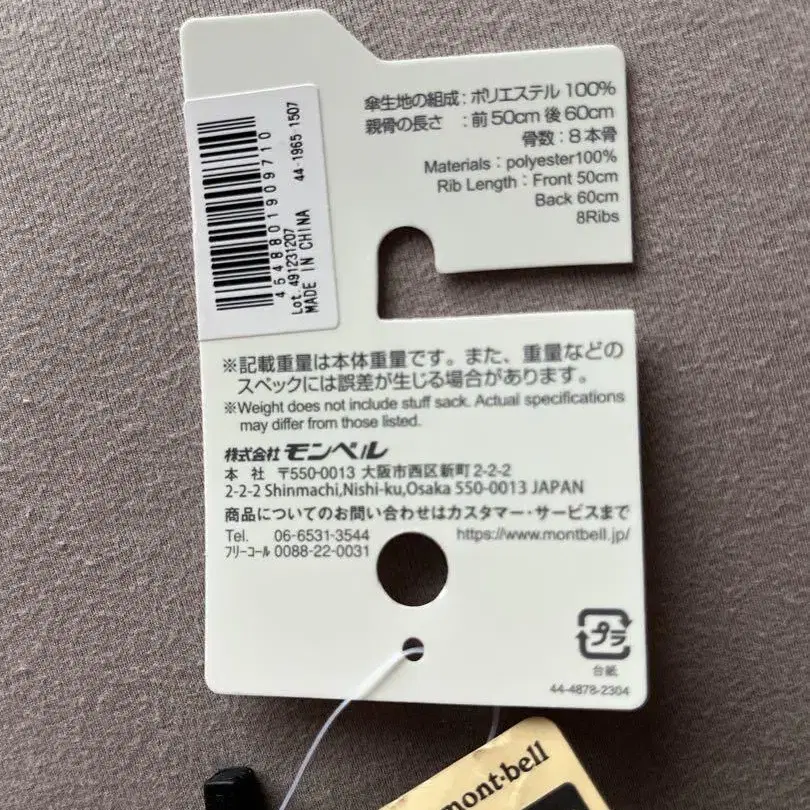 傘生地の組成：ポリエステル 100%
親骨の長さ ：前 50cm 後 60cm
骨数：8 本骨
Materials：polyester100%
Rib Length：Front 50cm
Back 60cm
8Ribs
4548801909710
Lot.491231207
MADE IN CHINA 44-1965-1507
※記載重量は本体重量です。また、重量などの
スペックには誤差が生じる場合があります。
※Weight does not include stuff sack. Actual specifications
may differ from those listed.
株式会社 モンベル
本 社 〒550-0013 大阪市西区新町 2-2-2
2-2-2 Shinmachi,Nishi-ku,Osaka 550-0013 JAPAN
商品についてのお問い合わせはカスタマー・サービスまで
Tel. 06-6531-3544 https://www.montbell.jp/
フリーコール 0088-22-0031
プラ
台紙
44-4878-2304
mont-bell